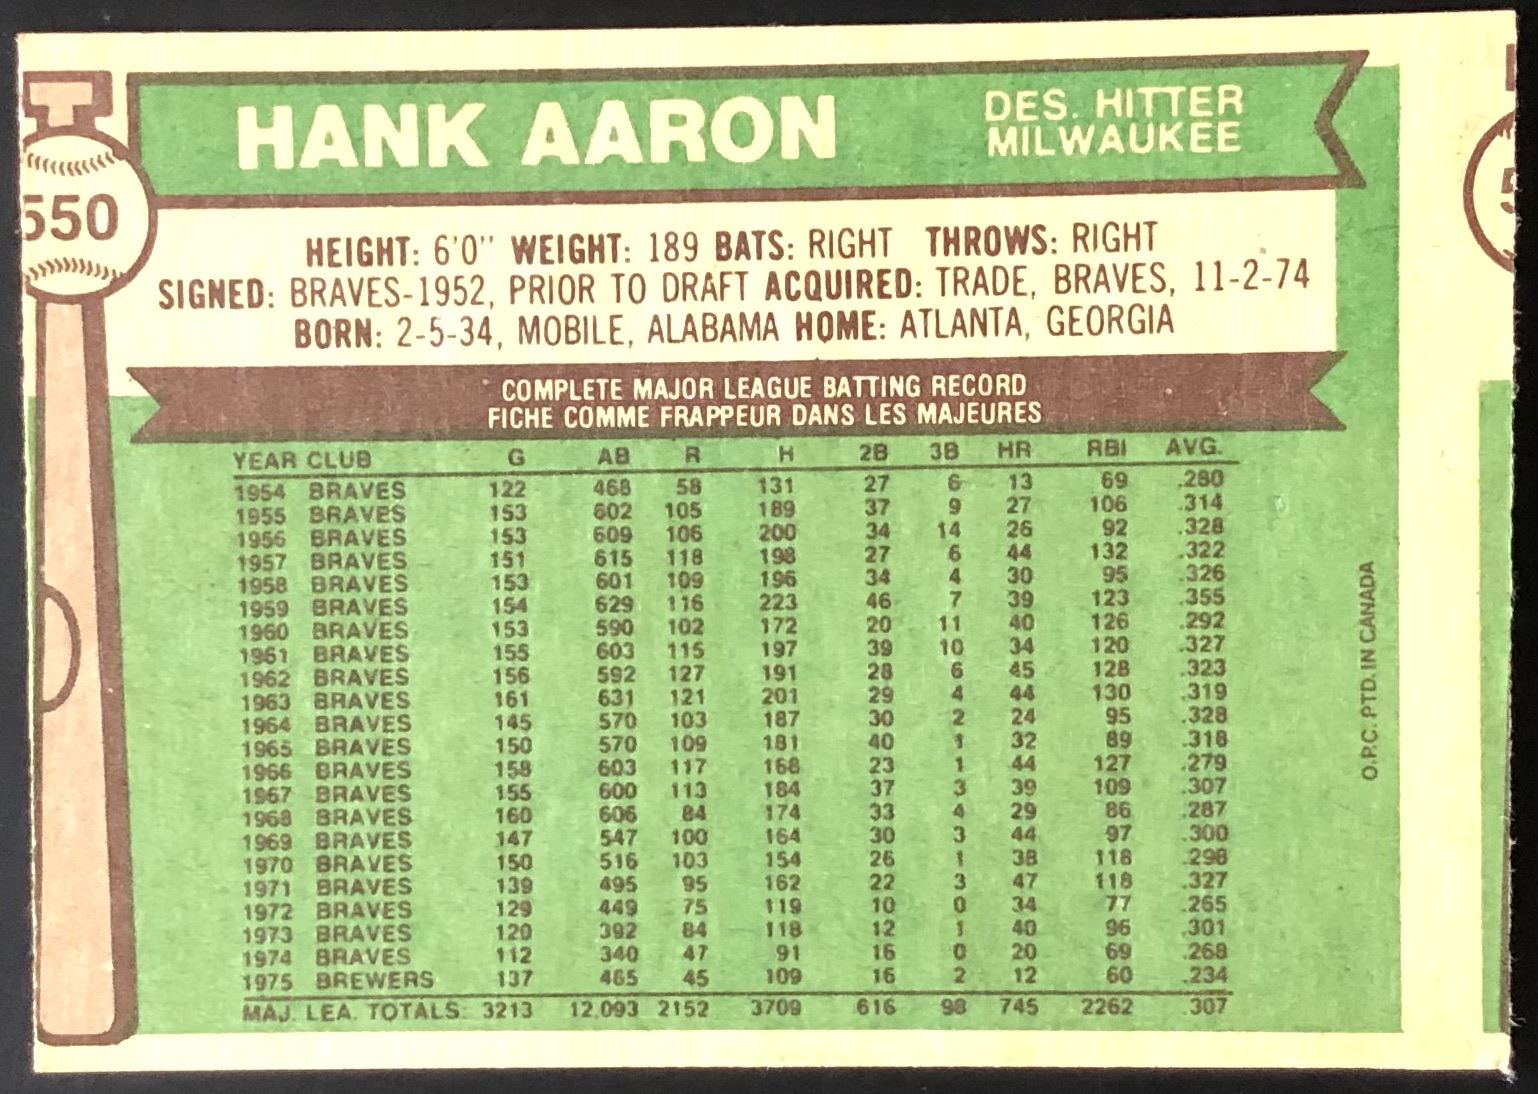 HANK AARON
DES. HITTER
MILWAUKEE
550
HEIGHT: 6'0" WEIGHT: 189 BATS: RIGHT THROWS: RIGHT
SIGNED: BRAVES-1952, PRIOR TO DRAFT ACQUIRED: TRADE, BRAVES, 11-2-74
BORN: 2-5-34, MOBILE, ALABAMA HOME: ATLANTA, GEORGIA
COMPLETE MAJOR LEAGUE BATTING RECORD
FICHE COMME FRAPPEUR DANS LES MAJEURES
YEAR CLUB G AB R H 2B 3B HR RBI AVG.
1954 BRAVES 122 468 58 131 27 6 13 69 .280
1955 BRAVES 153 602 105 189 37 9 27 106 .314
1956 BRAVES 153 609 106 200 34 14 26 92 .328
1957 BRAVES 151 615 118 198 27 6 44 132 .322
1958 BRAVES 153 601 109 196 34 4 30 95 .326
1959 BRAVES 154 629 116 223 46 7 39 123 .355
1960 BRAVES 153 590 102 172 20 11 40 126 .292
1961 BRAVES 155 603 115 197 39 10 34 120 .327
1962 BRAVES 156 592 127 191 28 6 45 128 .323
1963 BRAVES 161 631 121 201 29 4 44 130 .319
1964 BRAVES 145 570 103 187 30 2 24 95 .328
1965 BRAVES 150 570 109 181 40 1 32 89 .318
1966 BRAVES 158 603 117 168 23 1 44 127 .279
1967 BRAVES 155 600 113 184 37 3 39 109 .307
1968 BRAVES 160 606 84 174 33 4 29 86 .287
1969 BRAVES 147 547 100 164 30 3 44 97 .300
1970 BRAVES 150 516 103 154 26 1 38 118 .298
1971 BRAVES 139 495 95 162 22 3 47 118 .327
1972 BRAVES 129 449 75 119 10 0 34 77 .265
1973 BRAVES 120 392 84 118 12 1 40 96 .301
1974 BRAVES 112 340 47 91 16 0 20 69 .268
1975 BREWERS 137 465 45 109 16 2 12 60 .234
MAJ. LEA. TOTALS: 3213 12,093 2152 3709 616 98 745 2262 .307
O.P.C. PTD. IN CANADA